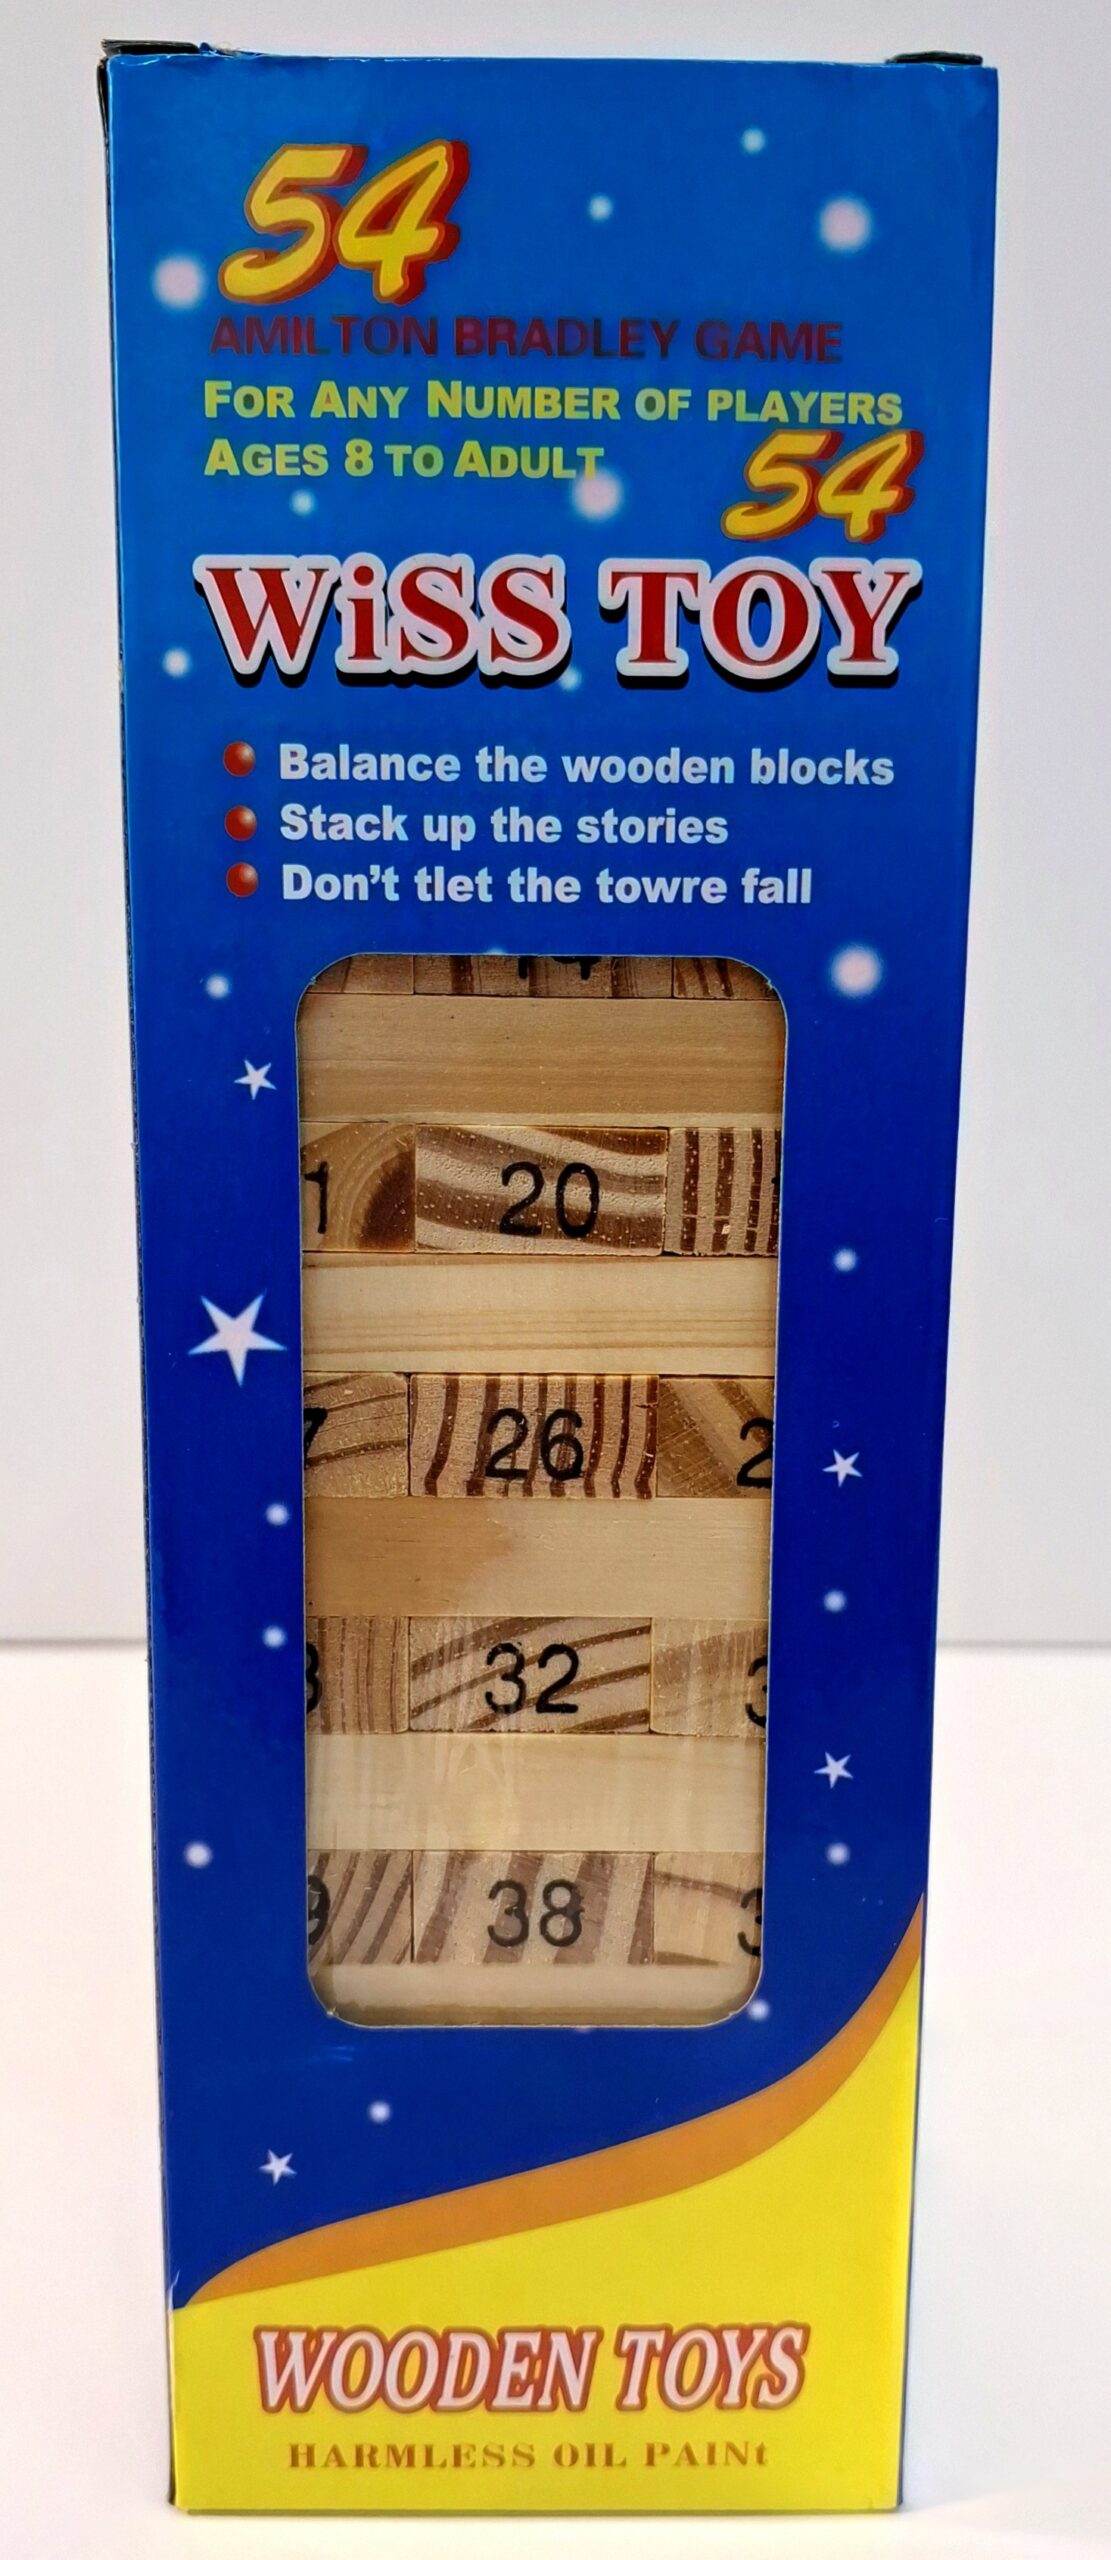 54
AMILTON BRADLEY GAME
FOR ANY NUMBER OF PLAYERS
AGES 8 TO ADULT
54
WiSS TOY
Balance the wooden blocks
Stack up the stories
Don't tlet the towre fall
1 20
26 2
32
38
WOODEN TOYS
HARMLESS OIL PAINt